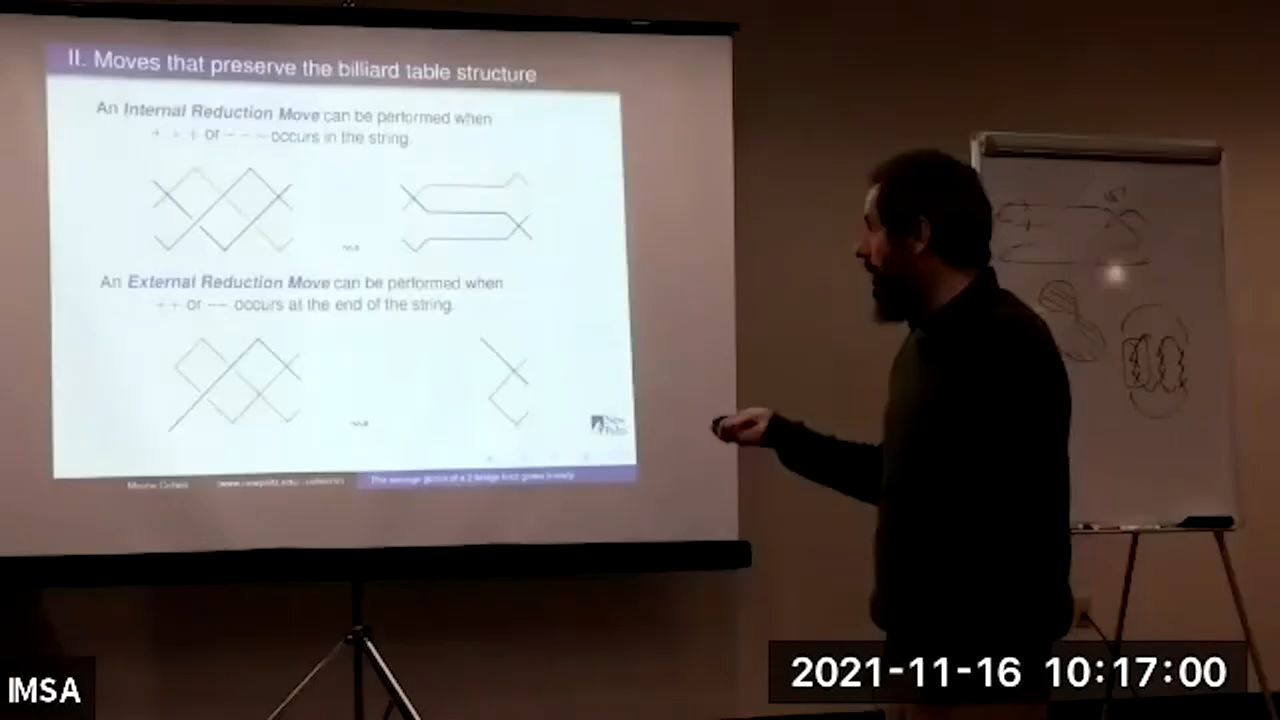 II. Moves that preserve the billiard table structure
An Internal Reduction Move can be performed when
+ + + or − − − occurs in the string.
An External Reduction Move can be performed when
++ or −− occurs at the end of the string.
New
Paltz
Moshe Cohen
The average genus of a 2-bridge knot grows linearly
IMSA
2021-11-16 10:17:00